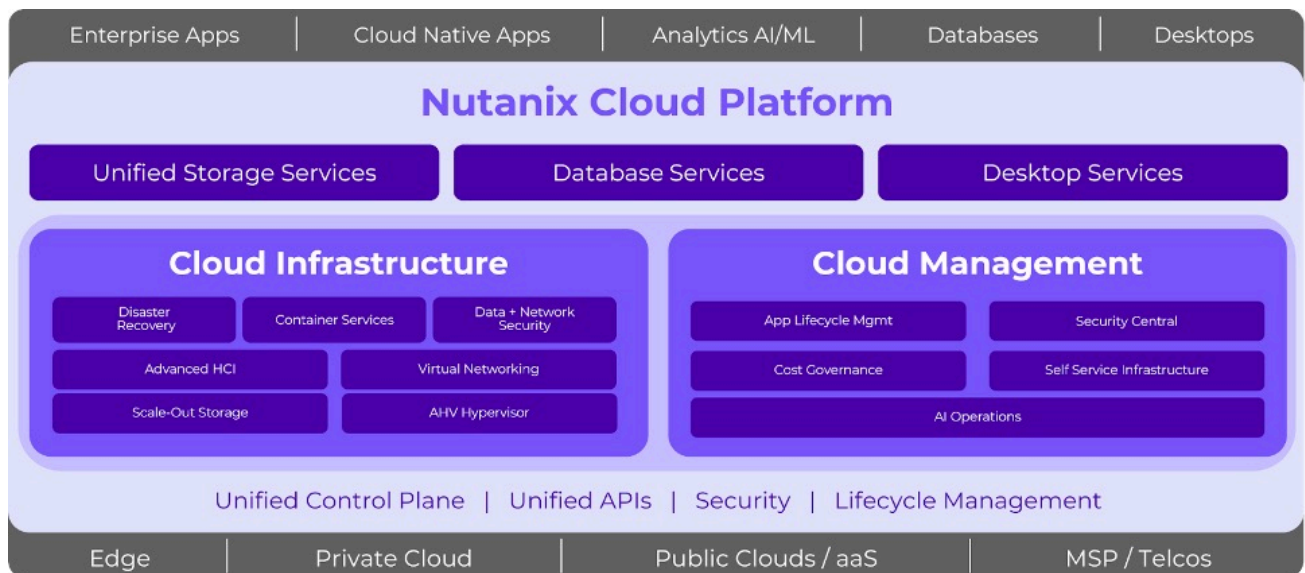 Enterprise Apps | Cloud Native Apps | Analytics AI/ML | Databases | Desktops
Nutanix Cloud Platform
Unified Storage Services
Database Services
Desktop Services
Cloud Infrastructure
Disaster
Recovery
Container Services
Data + Network
Security
Advanced HCI
Virtual Networking
Scale-Out Storage
AHV Hypervisor
Cloud Management
App Lifecycle Mgmt
Security Central
Cost Governance
Self Service Infrastructure
AI Operations
Unified Control Plane | Unified APIs | Security | Lifecycle Management
Edge | Private Cloud | Public Clouds / aaS | MSP / Telcos